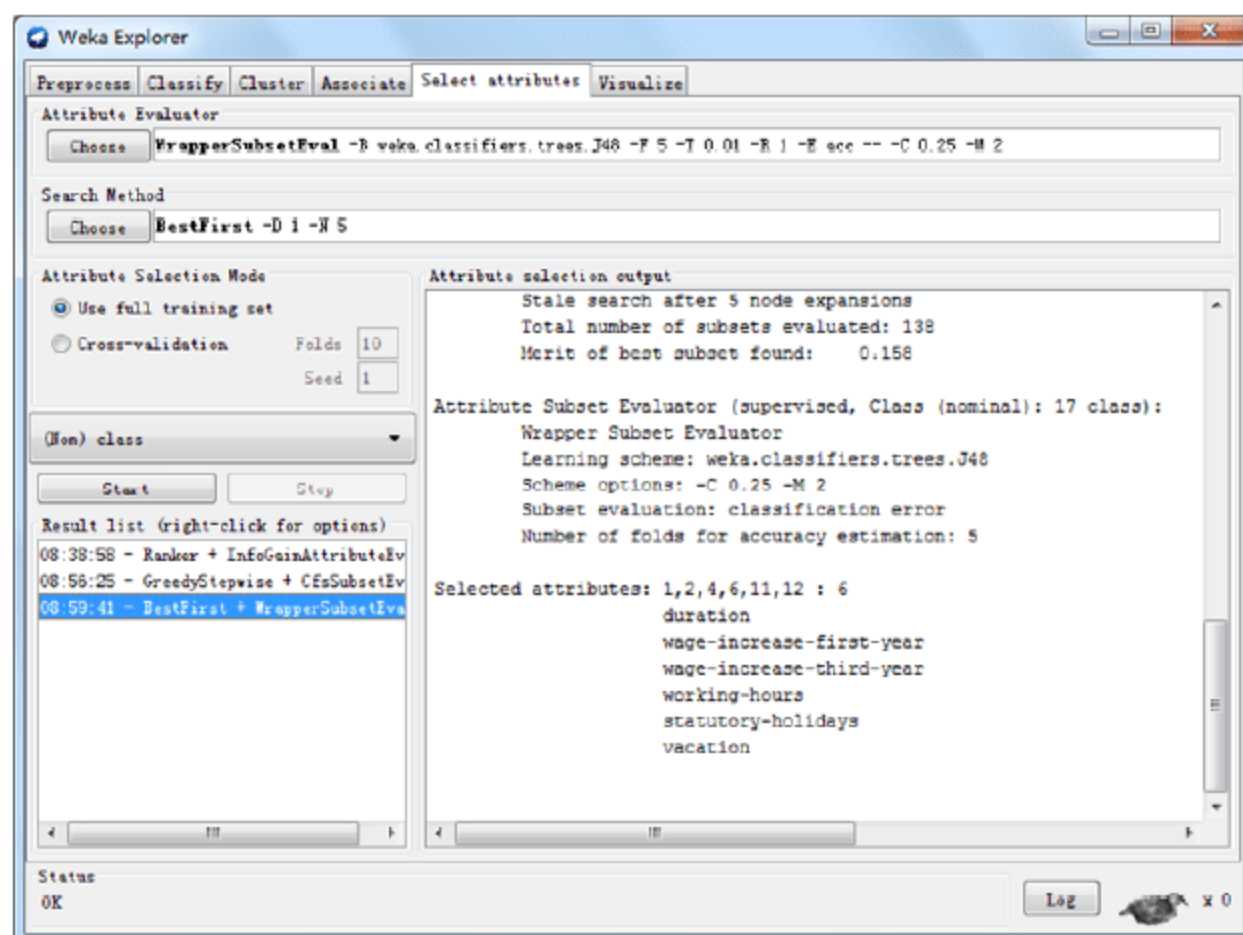 Weka Explorer
Preprocess Classify Cluster Associate Select attributes Visualize
Attribute Evaluator
Choose WrapperSubsetEval -B weka.classifiers.trees.J48 -F 5 -T 0.01 -R 1 -E acc -- -C 0.25 -M 2
Search Method
Choose BestFirst -D 1 -N 5
Attribute Selection Mode
Use full training set
Cross-validation Folds 10
Seed 1
(Nom) class
Start Stop
Result list (right-click for options)
08:38:58 - Ranker + InfoGainAttributeEv
08:56:25 - GreedyStepwise + CfsSubsetEv
08:59:41 - BestFirst + WrapperSubsetEva
Attribute selection output
Stale search after 5 node expansions
Total number of subsets evaluated: 138
Merit of best subset found: 0.158
Attribute Subset Evaluator (supervised, Class (nominal): 17 class):
Wrapper Subset Evaluator
Learning scheme: weka.classifiers.trees.J48
Scheme options: -C 0.25 -M 2
Subset evaluation: classification error
Number of folds for accuracy estimation: 5
Selected attributes: 1,2,4,6,11,12 : 6
duration
wage-increase-first-year
wage-increase-third-year
working-hours
statutory-holidays
vacation
Status
OK
Log x 0